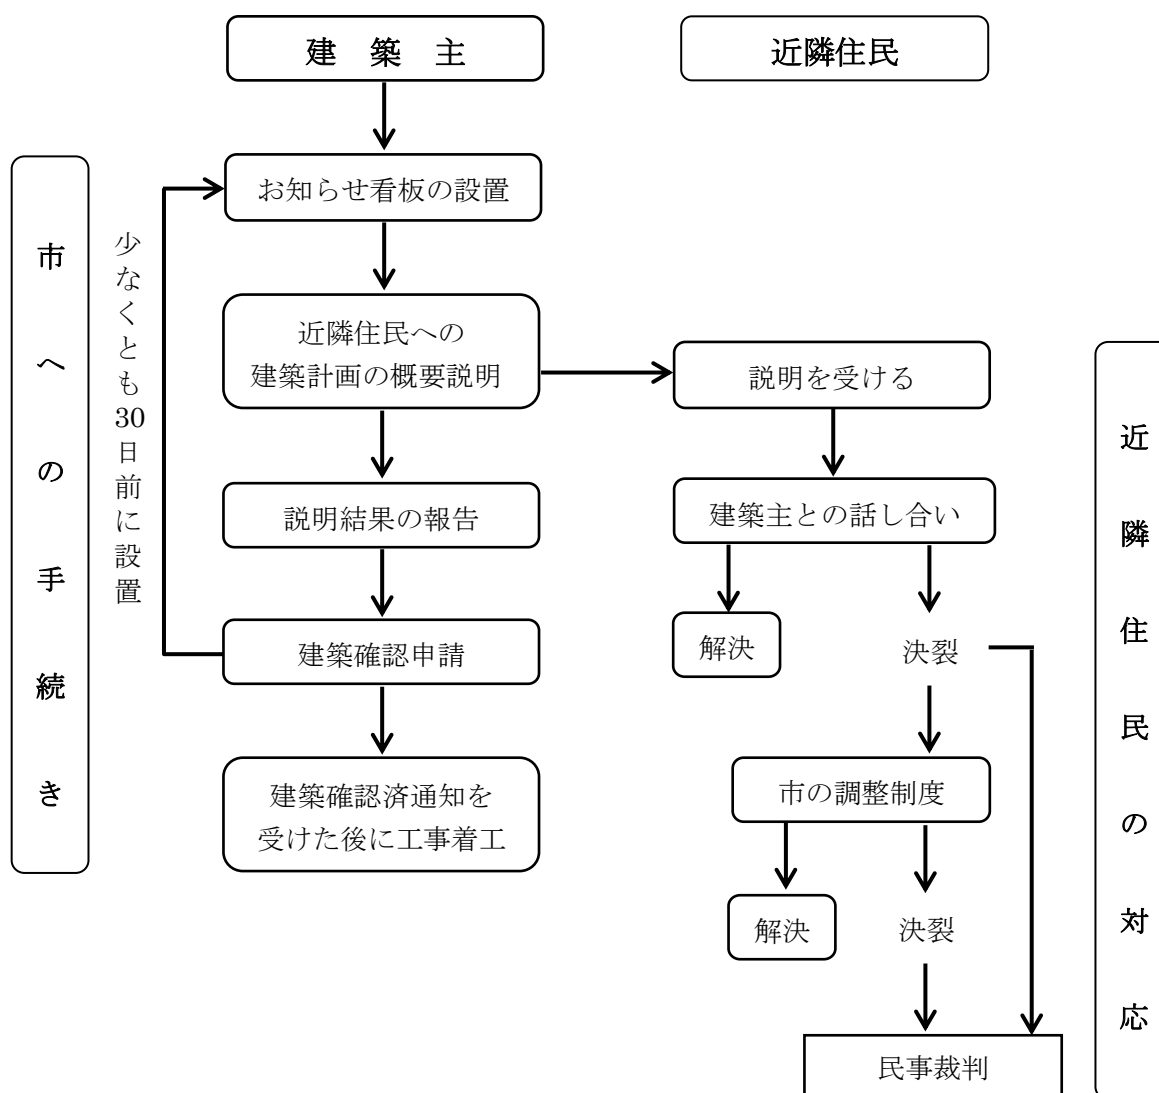 建築主
近隣住民
市への手続き
少なくとも30日前に設置
お知らせ看板の設置
近隣住民への
建築計画の概要説明
説明結果の報告
建築確認申請
建築確認済通知を
受けた後に工事着工
説明を受ける
建築主との話し合い
解決
決裂
市の調整制度
解決
決裂
民事裁判
近隣住民の対応